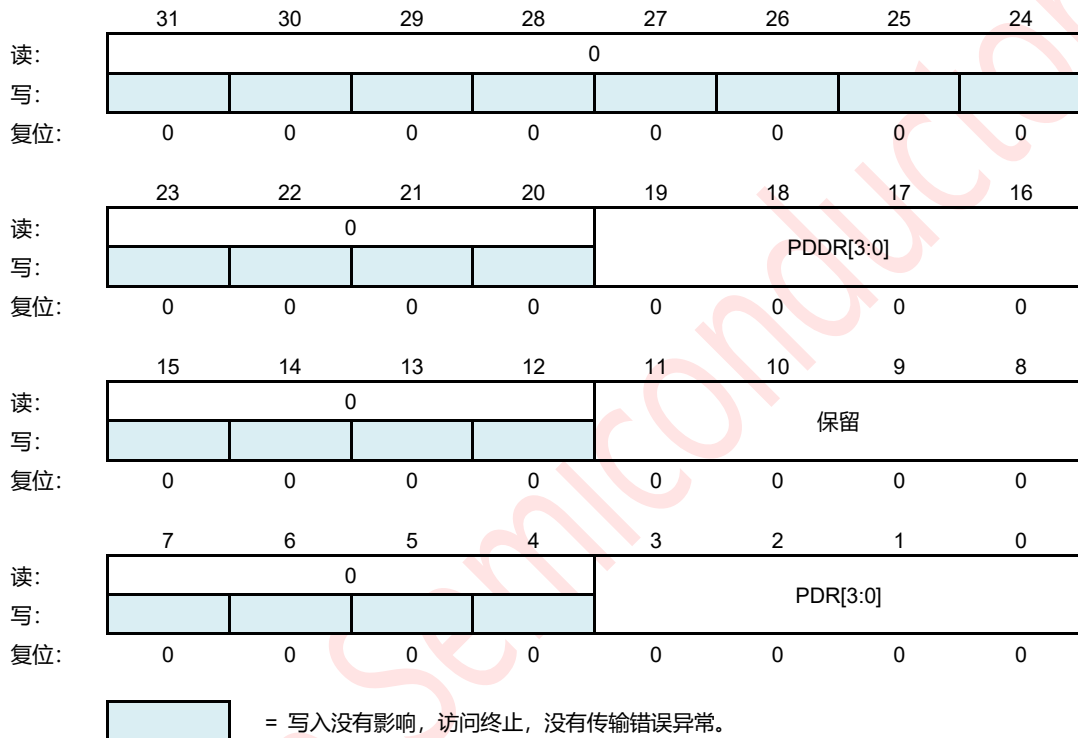 31 30 29 28 27 26 25 24
读: 0
写:
复位: 0 0 0 0 0 0 0 0
23 22 21 20 19 18 17 16
读: 0 PDDR[3:0]
写:
复位: 0 0 0 0 0 0 0 0
15 14 13 12 11 10 9 8
读: 0 保留
写:
复位: 0 0 0 0 0 0 0 0
7 6 5 4 3 2 1 0
读: 0 PDR[3:0]
写:
复位: 0 0 0 0 0 0 0 0
= 写入没有影响，访问终止，没有传输错误异常。
Semiconductor